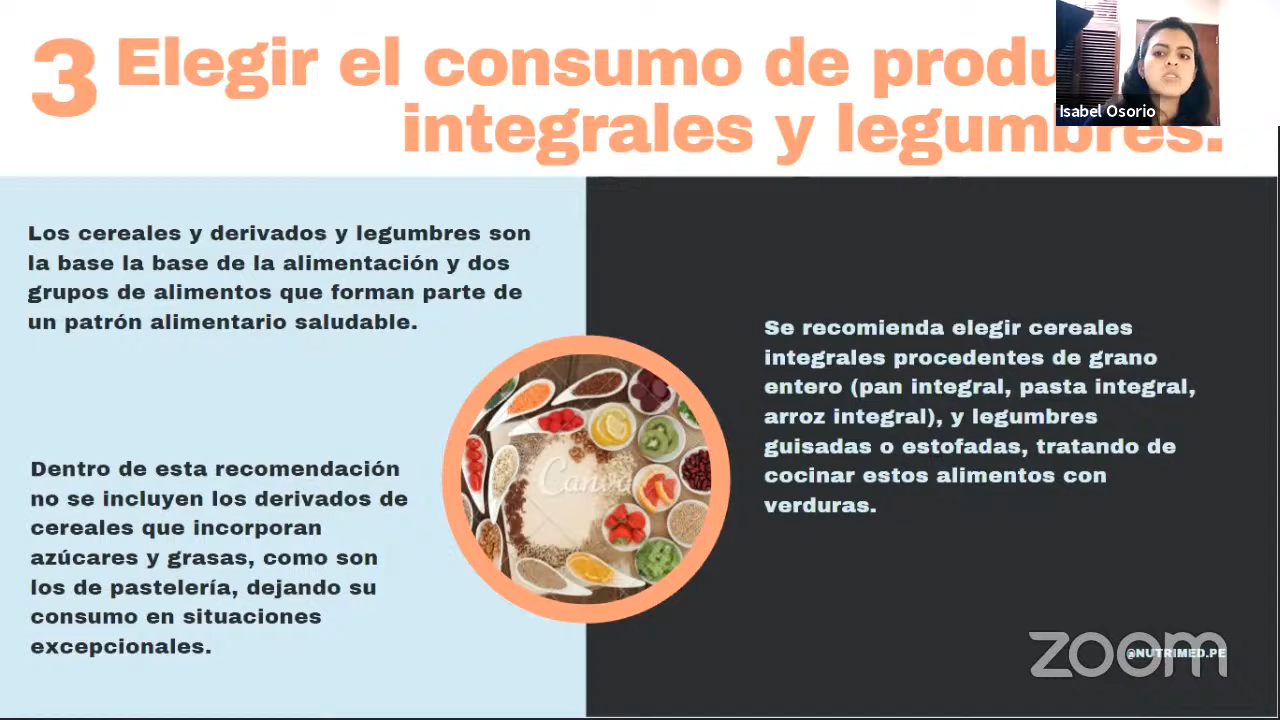 3
Elegir el consumo de produ
integrales y legumbres.
Isabel Osorio
Los cereales y derivados y legumbres son
la base la base de la alimentación y dos
grupos de alimentos que forman parte de
un patrón alimentario saludable.
Dentro de esta recomendación
no se incluyen los derivados de
cereales que incorporan
azúcares y grasas, como son
los de pastelería, dejando su
consumo en situaciones
excepcionales.
Canva
Se recomienda elegir cereales
integrales procedentes de grano
entero (pan integral, pasta integral,
arroz integral), y legumbres
guisadas o estofadas, tratando de
cocinar estos alimentos con
verduras.
zoom
@NUTRIMED.PE